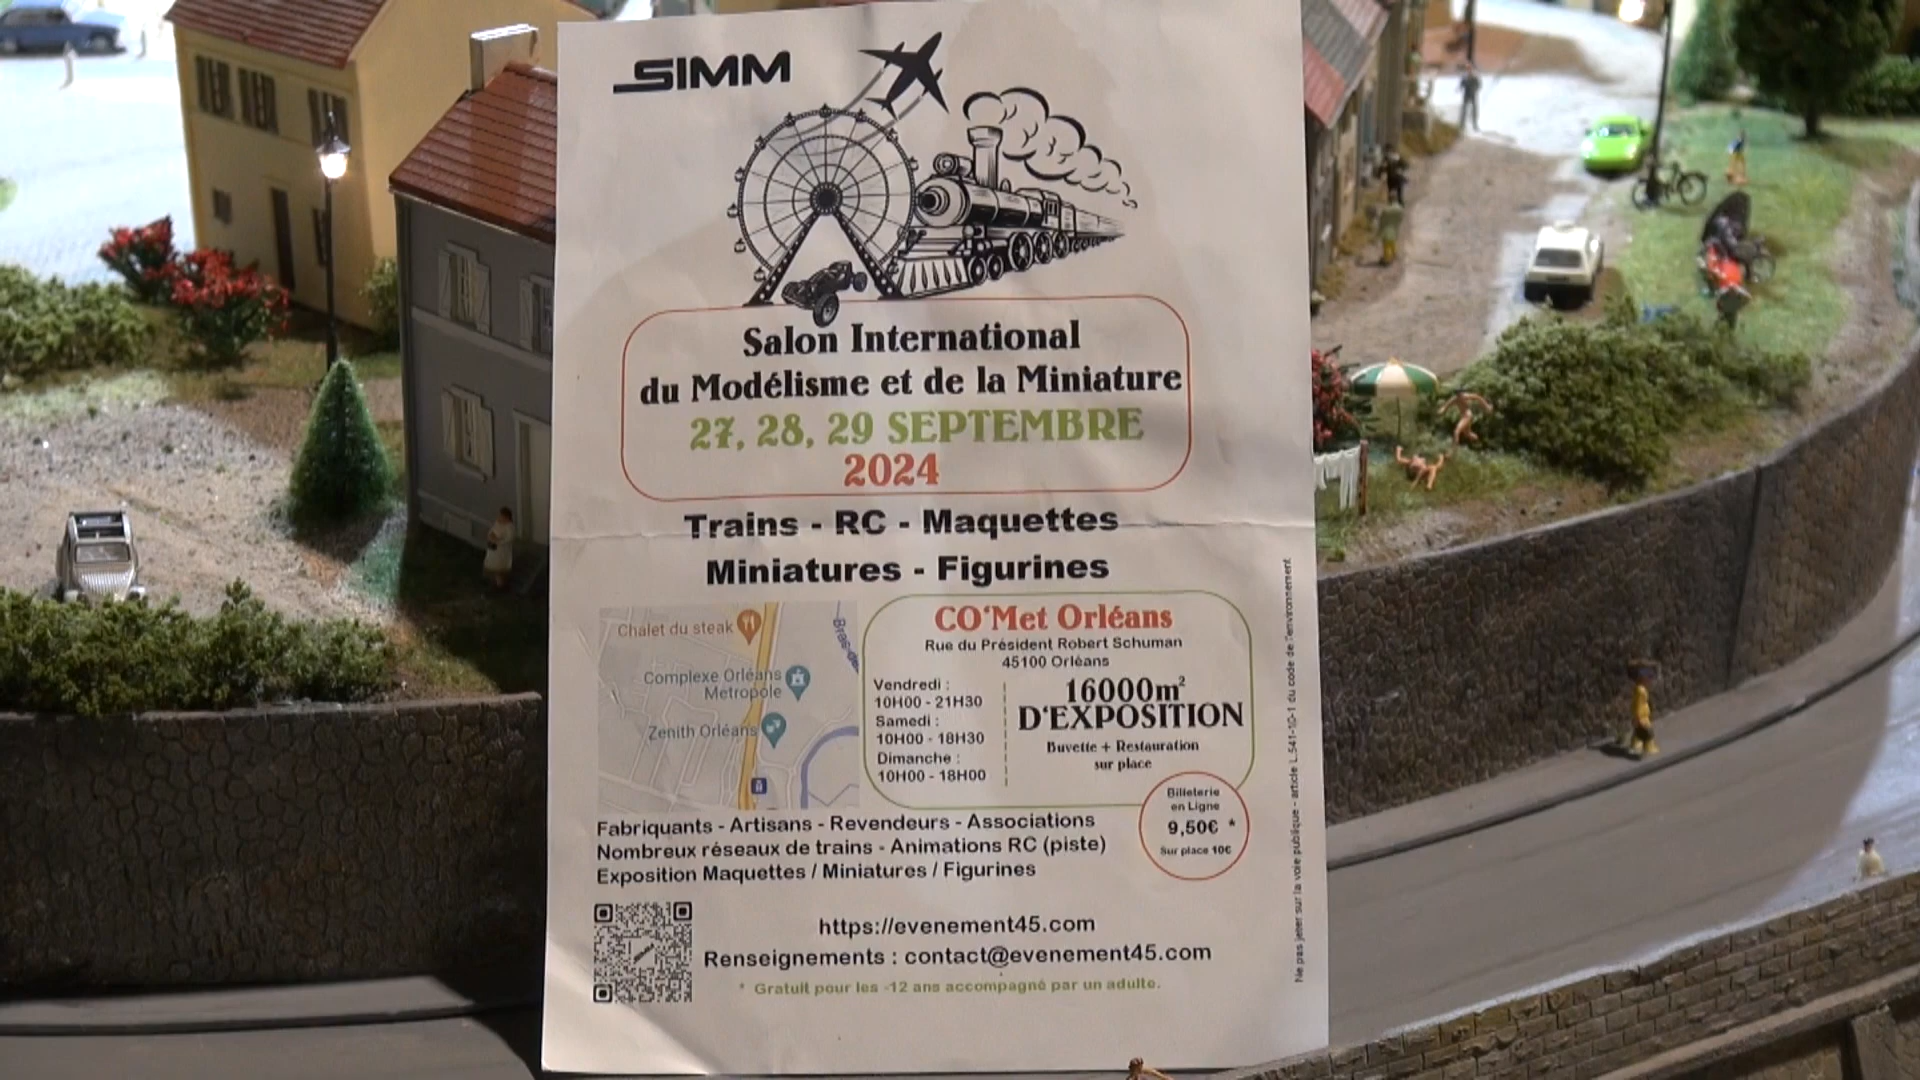 SIMM
Salon International
du Modélisme et de la Miniature
27, 28, 29 SEPTEMBRE
2024
Trains - RC - Maquettes
Miniatures - Figurines
Chalet du steak
Complexe Orléans
Métropole
Zenith Orléans
CO'Met Orléans
Rue du Président Robert Schuman
45100 Orléans
Vendredi :
10H00 - 21H30
Samedi :
10H00 - 18H30
Dimanche :
10H00 - 18H00
16000m²
D'EXPOSITION
Buvette + Restauration
sur place
Billeterie
en Ligne
9,50€ *
Sur place 10€
Fabriquants - Artisans - Revendeurs - Associations
Nombreux réseaux de trains - Animations RC (piste)
Exposition Maquettes / Miniatures / Figurines
https://evenement45.com
Renseignements : contact@evenement45.com
* Gratuit pour les -12 ans accompagné par un adulte.
Ne pas jeter sur la voie publique - article L.541-10-1 du code de l'environnement